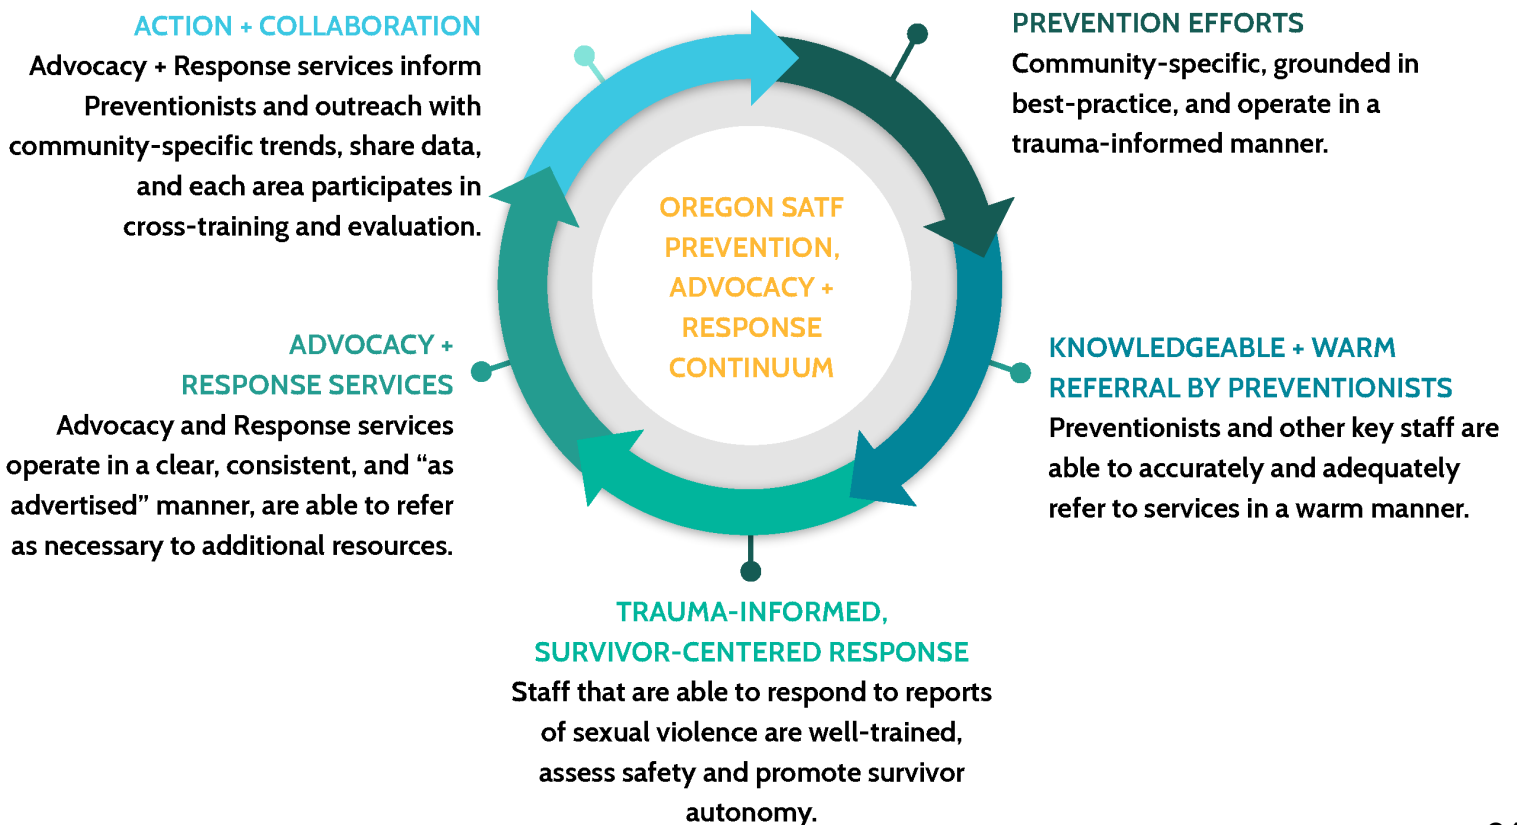 ACTION + COLLABORATION
Advocacy + Response services inform
Preventionists and outreach with
community-specific trends, share data,
and each area participates in
cross-training and evaluation.
PREVENTION EFFORTS
Community-specific, grounded in
best-practice, and operate in a
trauma-informed manner.
OREGON SATF
PREVENTION,
ADVOCACY +
RESPONSE
CONTINUUM
ADVOCACY +
RESPONSE SERVICES
Advocacy and Response services
operate in a clear, consistent, and “as
advertised” manner, are able to refer
as necessary to additional resources.
KNOWLEDGEABLE + WARM
REFERRAL BY PREVENTIONISTS
Preventionists and other key staff are
able to accurately and adequately
refer to services in a warm manner.
TRAUMA-INFORMED,
SURVIVOR-CENTERED RESPONSE
Staff that are able to respond to reports
of sexual violence are well-trained,
assess safety and promote survivor
autonomy.